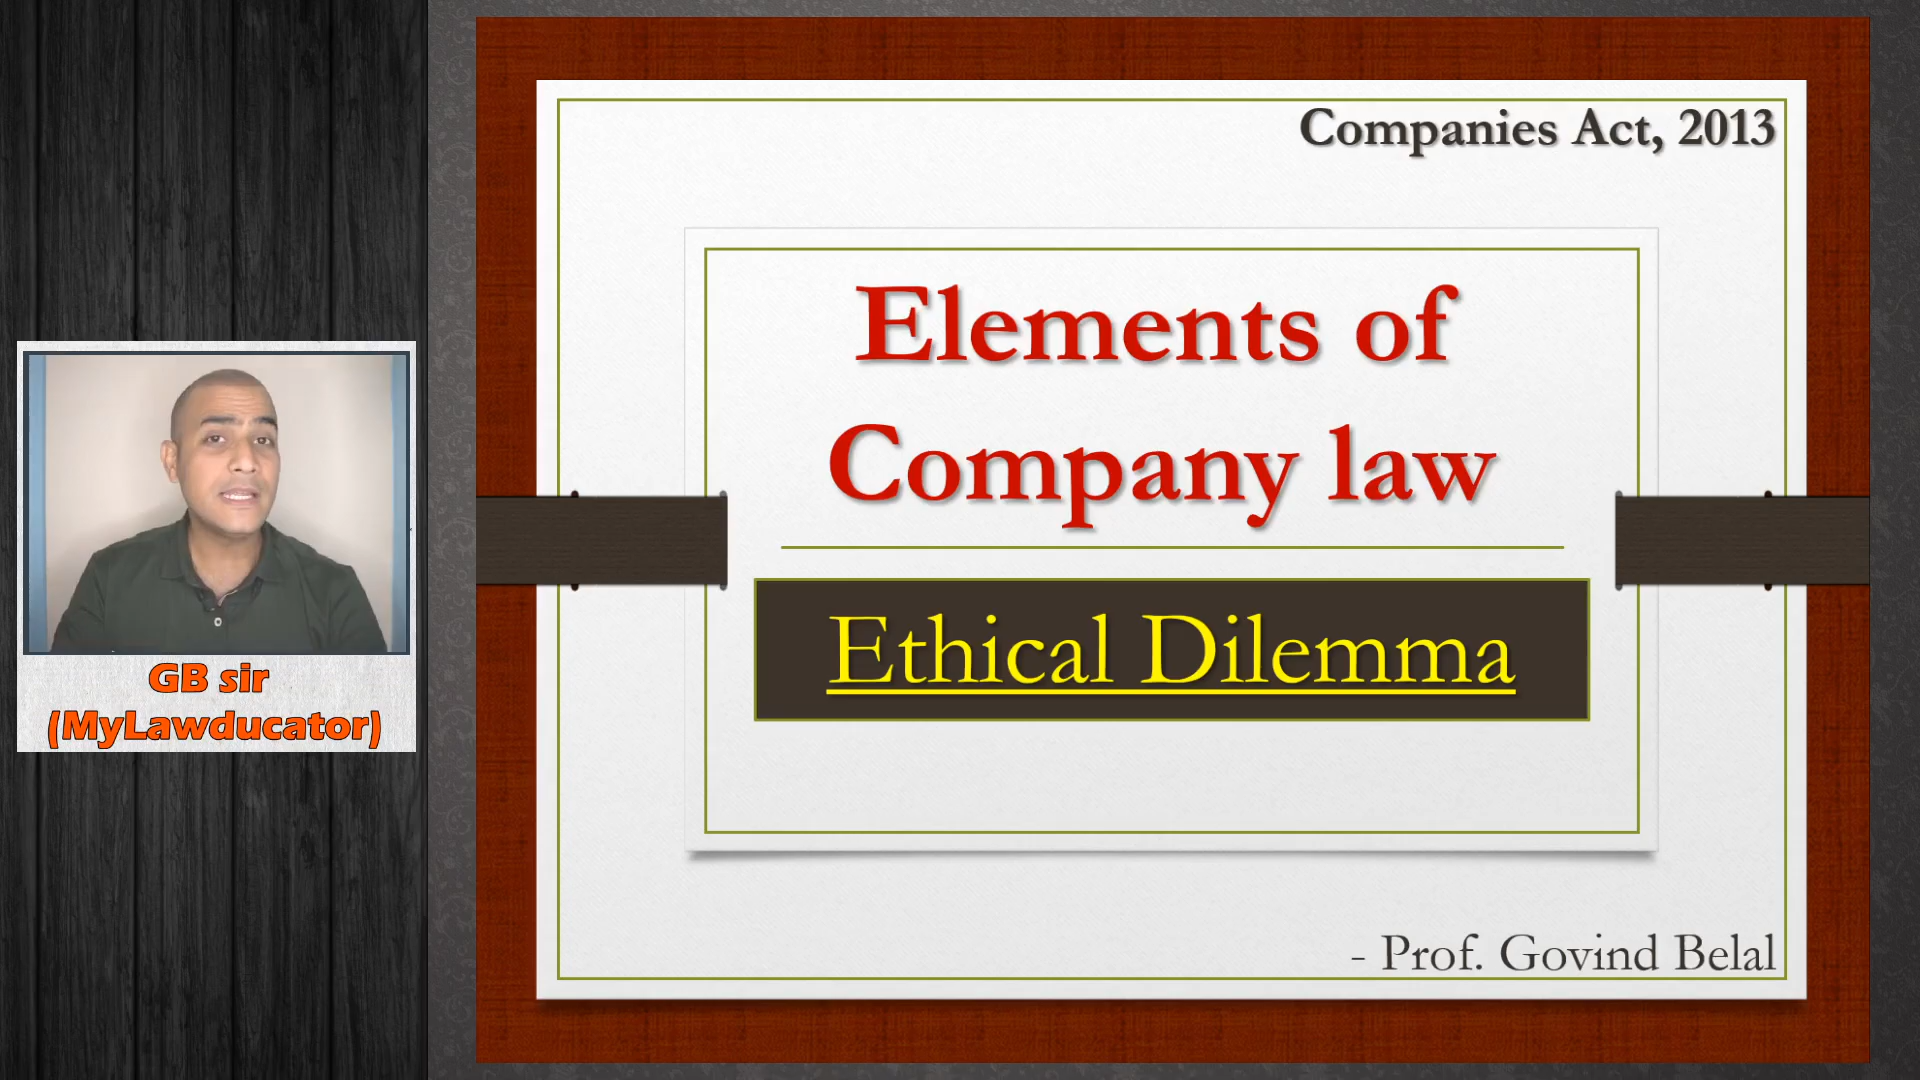 Companies Act, 2013
Elements of
Company law
Ethical Dilemma
- Prof. Govind Belal
GB sir
(MyLawducator)